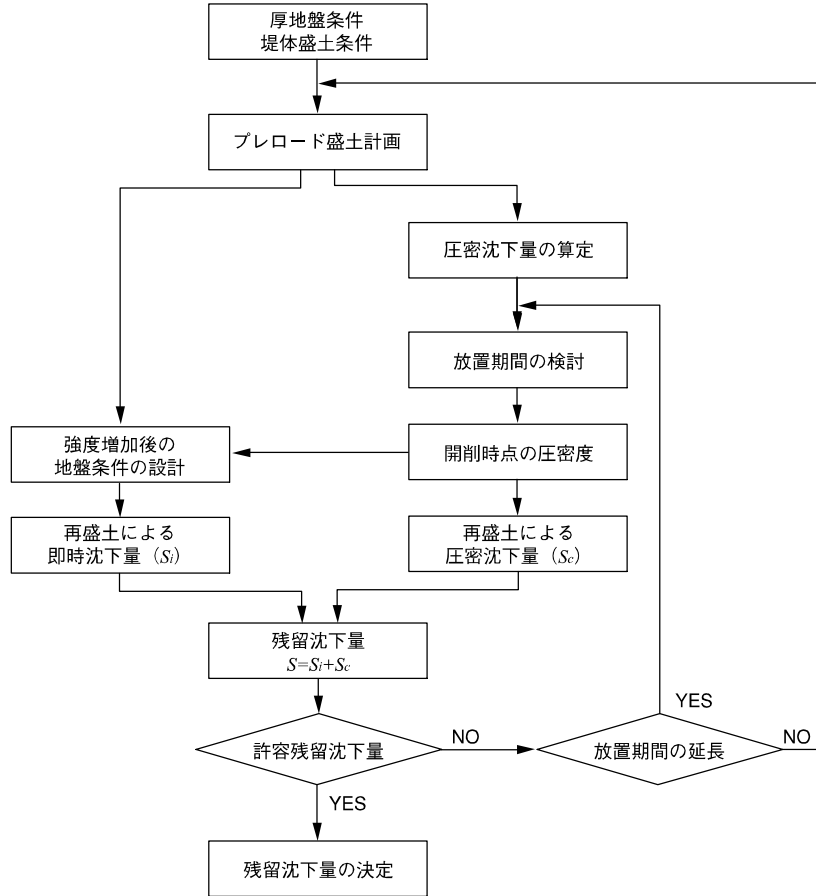 厚地盤条件
堤体盛土条件
プレロード盛土計画
圧密沈下量の算定
放置期間の検討
強度増加後の
地盤条件の設計
開削時点の圧密度
再盛土による
即時沈下量（Si）
再盛土による
圧密沈下量（Sc）
残留沈下量
S=Si+Sc
YES
許容残留沈下量
NO
放置期間の延長
NO
YES
残留沈下量の決定